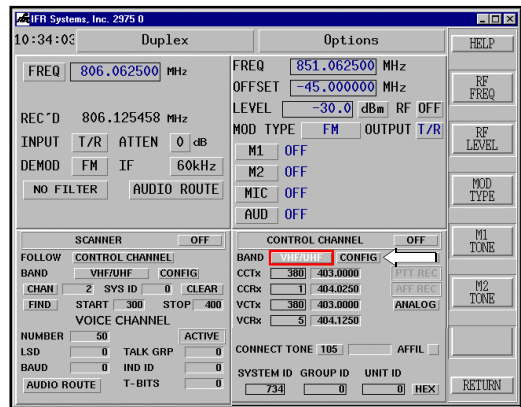 IFR Systems, Inc. 2975 0
10:34:03 Duplex Options
FREQ 806.062500 MHz
REC'D 806.125458 MHz
INPUT T/R ATTEN 0 dB
DEMOD FM IF 60kHz
NO FILTER AUDIO ROUTE
FREQ 851.062500 MHz
OFFSET -45.000000 MHz
LEVEL -30.0 dBm RF OFF
MOD TYPE FM OUTPUT T/R
M1 OFF
M2 OFF
MIC OFF
AUD OFF
SCANNER OFF
FOLLOW CONTROL CHANNEL
BAND VHF/UHF CONFIG
CHAN 2 SYS ID 0 CLEAR
FIND START 300 STOP 400
VOICE CHANNEL
NUMBER 50 ACTIVE
LSD 0 TALK GRP 0
BAUD 0 IND ID 0
AUDIO ROUTE T-BITS 0
CONTROL CHANNEL OFF
BAND VHF/UHF CONFIG
CCTx 380 403.0000 PTT REC
CCRx 1 404.0250 AFF REC
VCTx 380 403.0000 ANALOG
VCRx 5 404.1250
CONNECT TONE 105 AFFIL
SYSTEM ID GROUP ID UNIT ID
734 0 0 HEX
HELP
RF
FREQ
RF
LEVEL
MOD
TYPE
M1
TONE
M2
TONE
RETURN